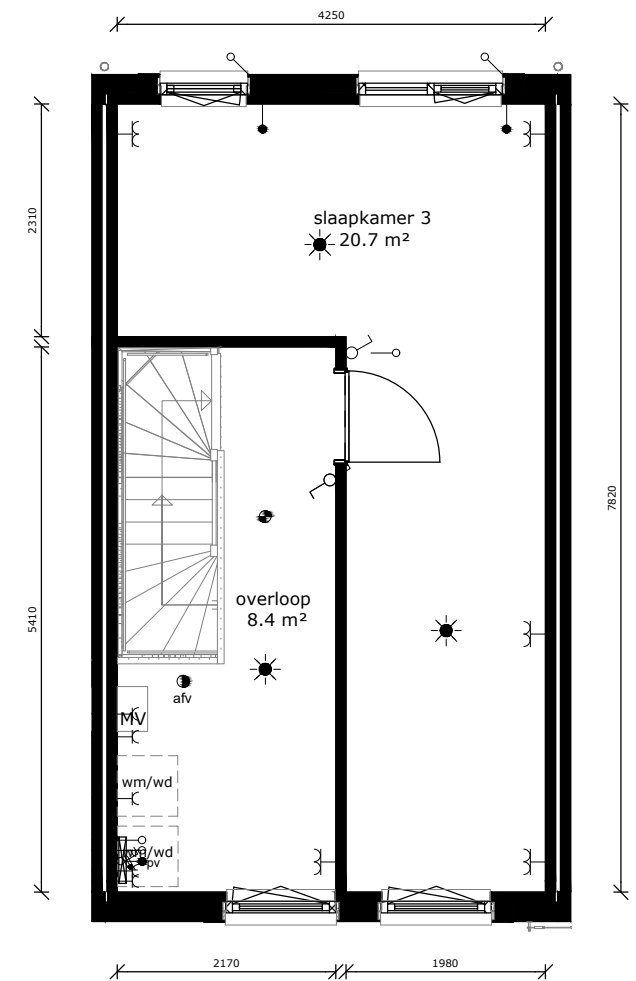 4250
2310
slaapkamer 3
20.7 m²
7820
5410
overloop
8.4 m²
afv
MV
wm/wd
wm/wd
pv
2170
1980